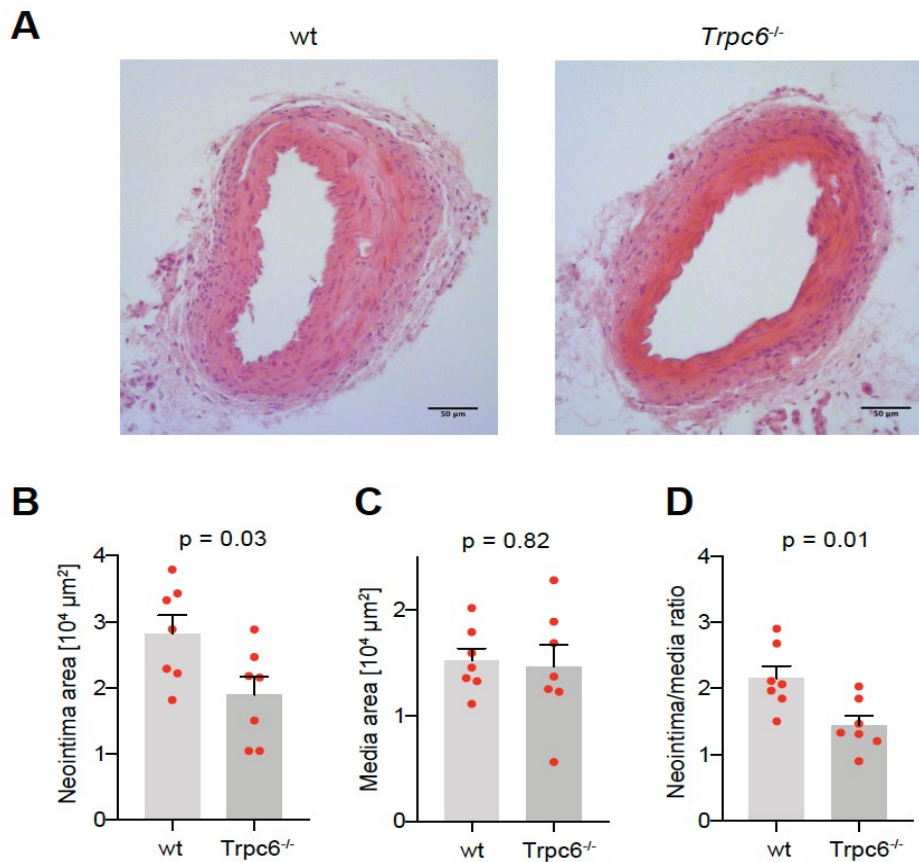 A
wt
Trpc6⁻/⁻
50 µm
50 µm
B
p = 0.03
Neointima area [10⁴ µm²]
4
3
2
1
0
wt
Trpc6⁻/⁻
C
p = 0.82
Media area [10⁴ µm²]
2
1
0
wt
Trpc6⁻/⁻
D
p = 0.01
Neointima/media ratio
4
3
2
1
0
wt
Trpc6⁻/⁻